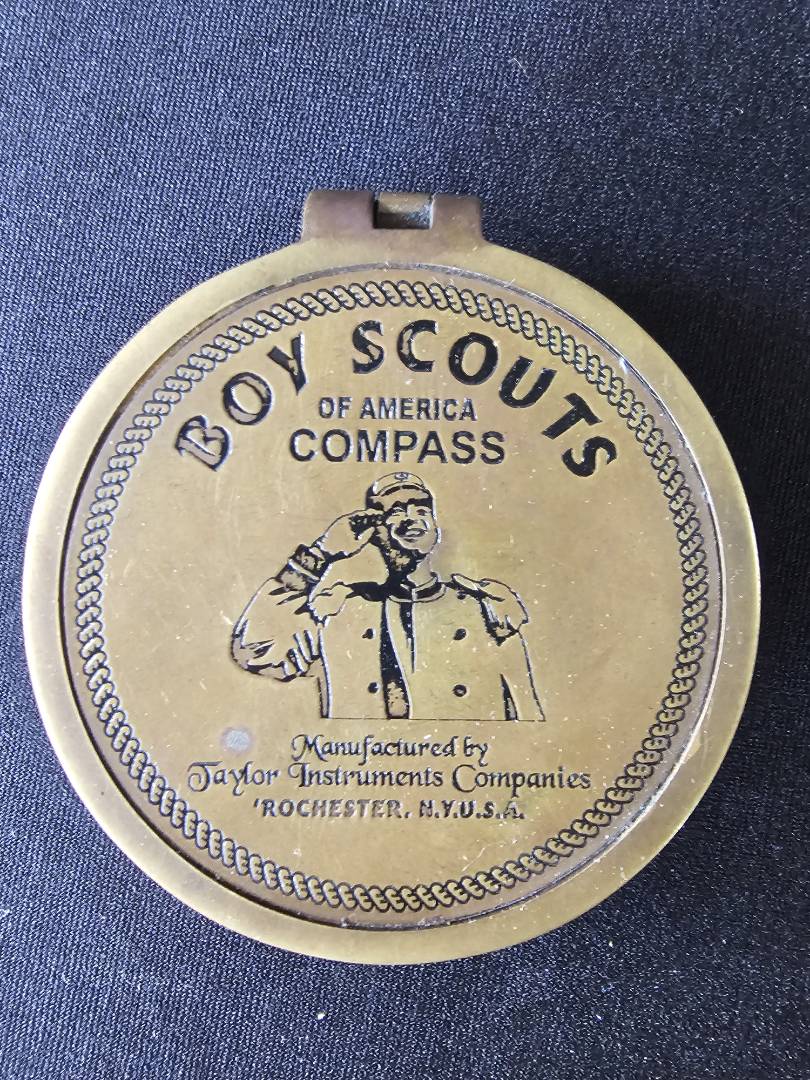 BOY SCOUTS
OF AMERICA
COMPASS
Manufactured by
Taylor Instruments Companies
'ROCHESTER. N.Y.U.S.A.